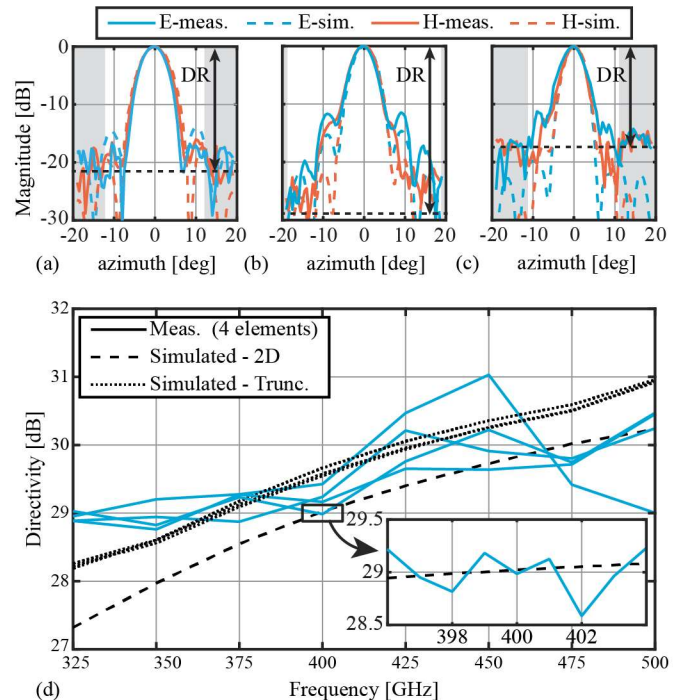 E-meas. E-sim. H-meas. H-sim.
0
-10
-20
-30
Magnitude [dB]
DR
DR
DR
-20 -10 0 10 20
-20 -10 0 10 20
-20 -10 0 10 20
(a) azimuth [deg]
(b) azimuth [deg]
(c) azimuth [deg]
32
31
30
29
28
27
Directivity [dB]
Meas. (4 elements)
Simulated - 2D
Simulated - Trunc.
29.5
29
28.5
398 400 402
325 350 375 400 425 450 475 500
(d) Frequency [GHz]